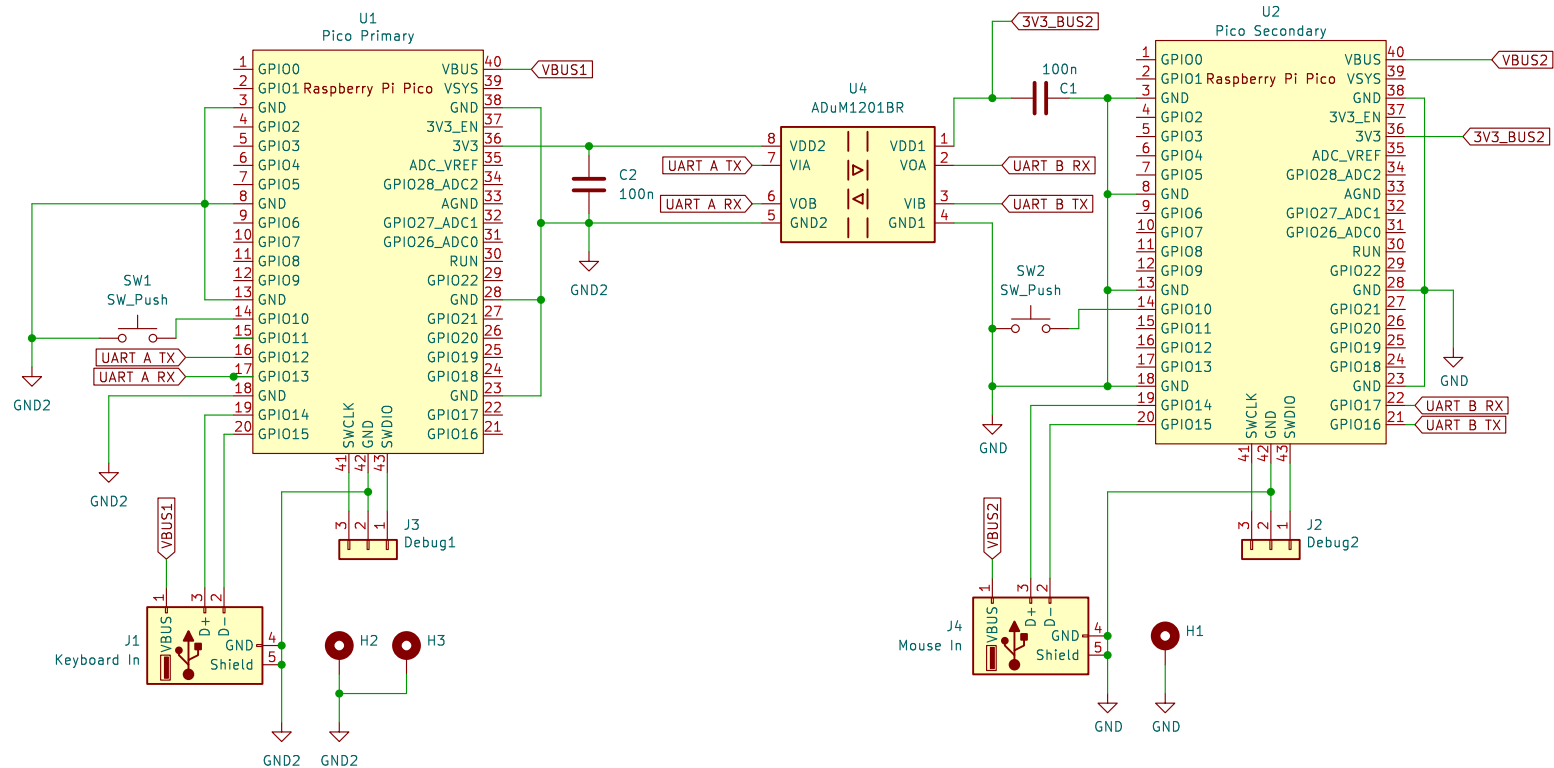 U1
Pico Primary
Raspberry Pi Pico
1 GPIO0
2 GPIO1
3 GND
4 GPIO2
5 GPIO3
6 GPIO4
7 GPIO5
8 GND
9 GPIO6
10 GPIO7
11 GPIO8
12 GPIO9
13 GND
14 GPIO10
15 GPIO11
16 GPIO12
17 GPIO13
18 GND
19 GPIO14
20 GPIO15
VBUS 40
VSYS 39
GND 38
3V3_EN 37
3V3 36
ADC_VREF 35
GPIO28_ADC2 34
AGND 33
GPIO27_ADC1 32
GPIO26_ADC0 31
RUN 30
GPIO22 29
GND 28
GPIO21 27
GPIO20 26
GPIO19 25
GPIO18 24
GND 23
GPIO17 22
GPIO16 21
SWCLK 41
GND 42
SWDIO 43
VBUS1
SW1
SW_Push
UART A TX
UART A RX
GND2
GND2
3 2 1
J3
Debug1
VBUS1
J1
Keyboard In
1 VBUS
3 D+
2 D-
GND 4
Shield 5
GND2
H2
H3
GND2
C2
100n
GND2
U4
ADuM1201BR
UART A TX
UART A RX
8 VDD2
7 VIA
6 VOB
5 GND2
VDD1 1
VOA 2
VIB 3
GND1 4
UART B RX
UART B TX
3V3_BUS2
100n
C1
SW2
SW_Push
GND
U2
Pico Secondary
Raspberry Pi Pico
1 GPIO0
2 GPIO1
3 GND
4 GPIO2
5 GPIO3
6 GPIO4
7 GPIO5
8 GND
9 GPIO6
10 GPIO7
11 GPIO8
12 GPIO9
13 GND
14 GPIO10
15 GPIO11
16 GPIO12
17 GPIO13
18 GND
19 GPIO14
20 GPIO15
VBUS 40
VSYS 39
GND 38
3V3_EN 37
3V3 36
ADC_VREF 35
GPIO28_ADC2 34
AGND 33
GPIO27_ADC1 32
GPIO26_ADC0 31
RUN 30
GPIO22 29
GND 28
GPIO21 27
GPIO20 26
GPIO19 25
GPIO18 24
GND 23
GPIO17 22
GPIO16 21
SWCLK 41
GND 42
SWDIO 43
VBUS2
3V3_BUS2
GND
UART B RX
UART B TX
3 2 1
J2
Debug2
VBUS2
J4
Mouse In
1 VBUS
3 D+
2 D-
GND 4
Shield 5
GND
H1
GND